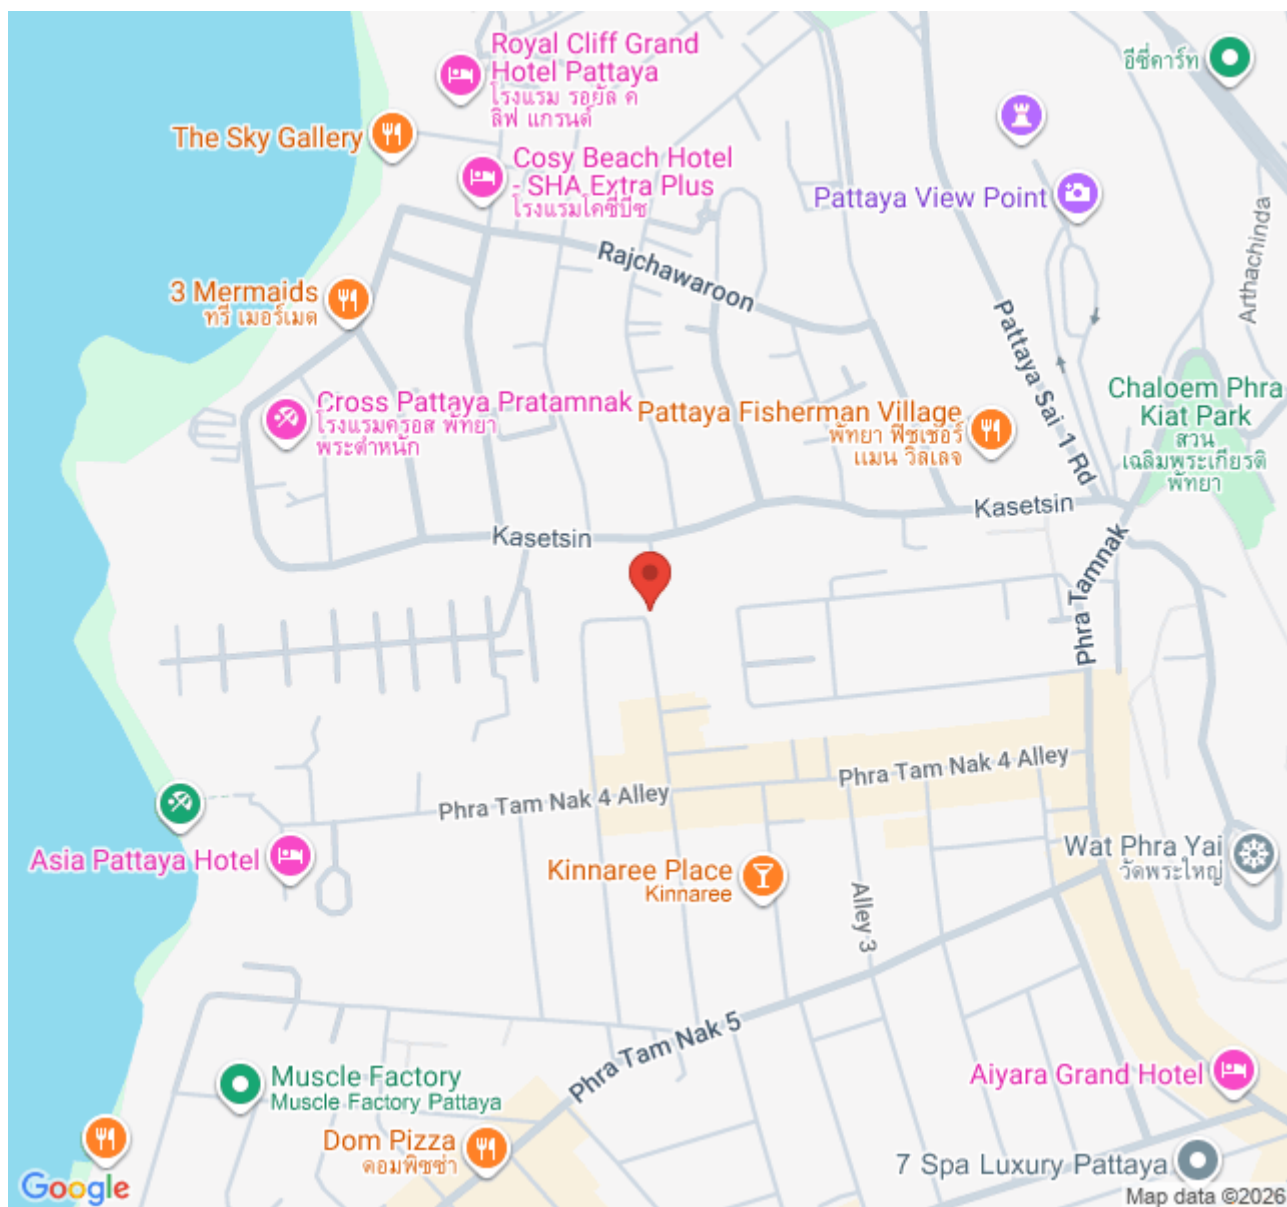 Royal Cliff Grand
Hotel Pattaya
โรงแรม รอยัล ค
ลิฟ แกรนด์
อีซี่คาร์ท
The Sky Gallery
Cosy Beach Hotel
- SHA Extra Plus
โรงแรมโคซี่บีช
Pattaya View Point
Arthachinda
Rajchawaroon
3 Mermaids
ทรี เมอร์เมด
Pattaya Sai 1 Rd
Chaloem Phra
Kiat Park
สวน
เฉลิมพระเกียรติ
พัทยา
Cross Pattaya Pratamnak
โรงแรมครอส พัทยา
พระตำหนัก
Pattaya Fisherman Village
พัทยา ฟิชเชอร์
แมน วิลเลจ
Kasetsin
Kasetsin
Phra Tamnak
Phra Tam Nak 4 Alley
Phra Tam Nak 4 Alley
Asia Pattaya Hotel
Kinnaree Place
Kinnaree
Wat Phra Yai
วัดพระใหญ่
Alley 3
Phra Tam Nak 5
Muscle Factory
Muscle Factory Pattaya
Aiyara Grand Hotel
Dom Pizza
ดอมพิซซ่า
7 Spa Luxury Pattaya
Google
Map data ©2026